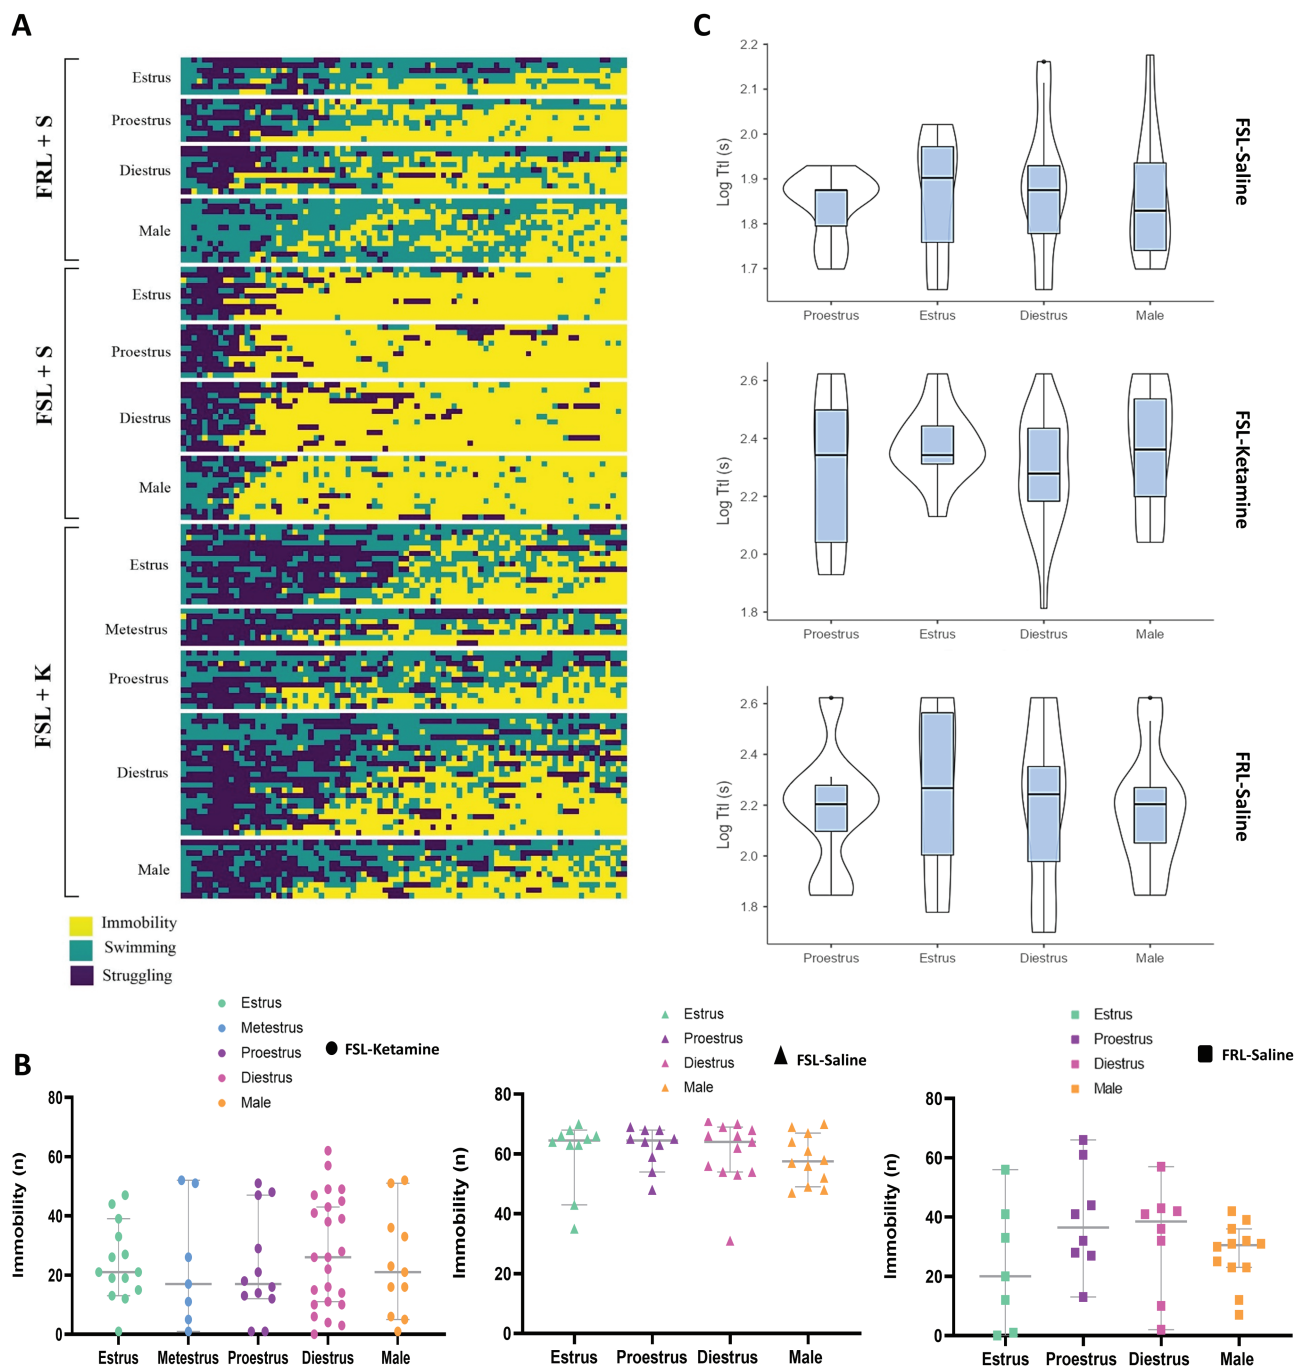 A
FRL + S
Estrus
Proestrus
Diestrus
Male
FSL + S
Estrus
Proestrus
Diestrus
Male
FSL + K
Estrus
Metestrus
Proestrus
Diestrus
Male
Immobility
Swimming
Struggling
C
Log Ttl (s)
2.2
2.1
2.0
1.9
1.8
1.7
Proestrus Estrus Diestrus Male
FSL-Saline
Log Ttl (s)
2.6
2.4
2.2
2.0
1.8
Proestrus Estrus Diestrus Male
FSL-Ketamine
Log Ttl (s)
2.6
2.4
2.2
2.0
1.8
Proestrus Estrus Diestrus Male
FRL-Saline
B
Estrus
Metestrus
Proestrus
Diestrus
Male
FSL-Ketamine
Immobility (n)
80
60
40
20
0
Estrus Metestrus Proestrus Diestrus Male
Estrus
Proestrus
Diestrus
Male
FSL-Saline
Immobility (n)
80
60
40
20
0
Estrus Proestrus Diestrus Male
Estrus
Proestrus
Diestrus
Male
FRL-Saline
Immobility (n)
80
60
40
20
0
Estrus Proestrus Diestrus Male